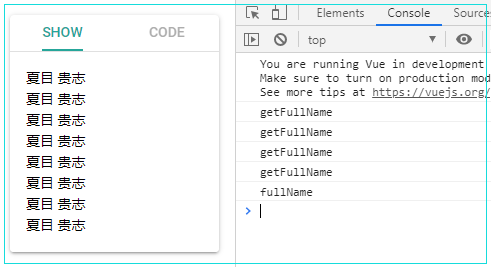 SHOW CODE
夏目 贵志
夏目 贵志
夏目 贵志
夏目 贵志
夏目 贵志
夏目 贵志
夏目 贵志
夏目 贵志
Elements Console Sources
top
You are running Vue in development
Make sure to turn on production mod
See more tips at https://vuejs.org/
getFullName
getFullName
getFullName
getFullName
fullName